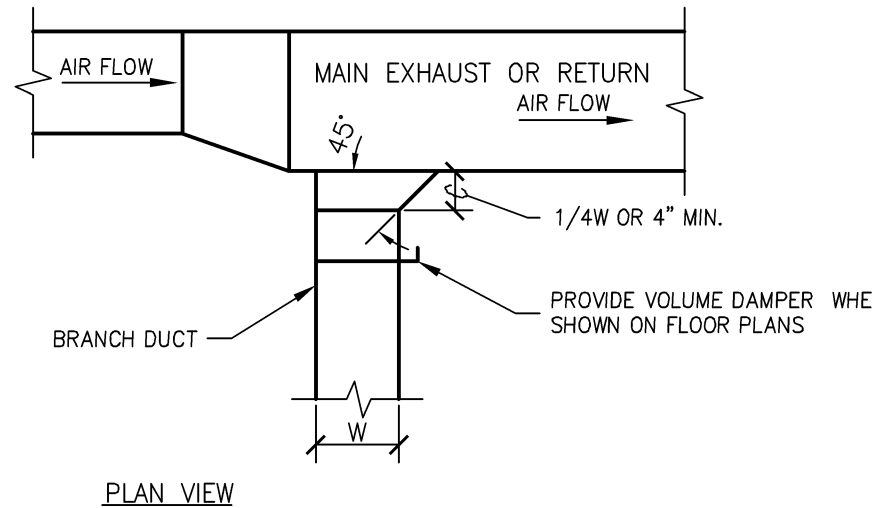 AIR FLOW
MAIN EXHAUST OR RETURN
AIR FLOW
45°
1/4W OR 4" MIN.
PROVIDE VOLUME DAMPER WHE
SHOWN ON FLOOR PLANS
BRANCH DUCT
W
PLAN VIEW